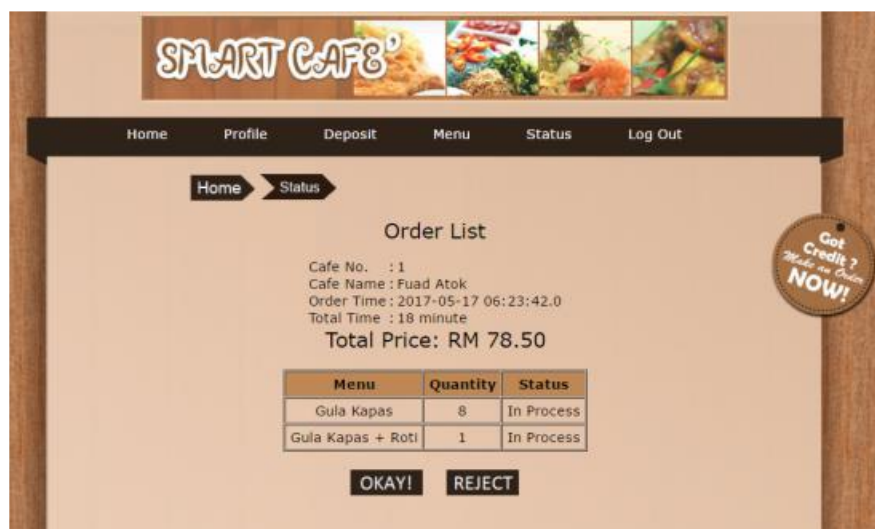 SMART CAFE'
Home Profile Deposit Menu Status Log Out
Home Status
Order List
Cafe No. : 1
Cafe Name : Fuad Atok
Order Time : 2017-05-17 06:23:42.0
Total Time : 18 minute
Total Price: RM 78.50
Menu Quantity Status
Gula Kapas 8 In Process
Gula Kapas + Roti 1 In Process
OKAY! REJECT
Got
Credit ?
Make an Order
NOW!